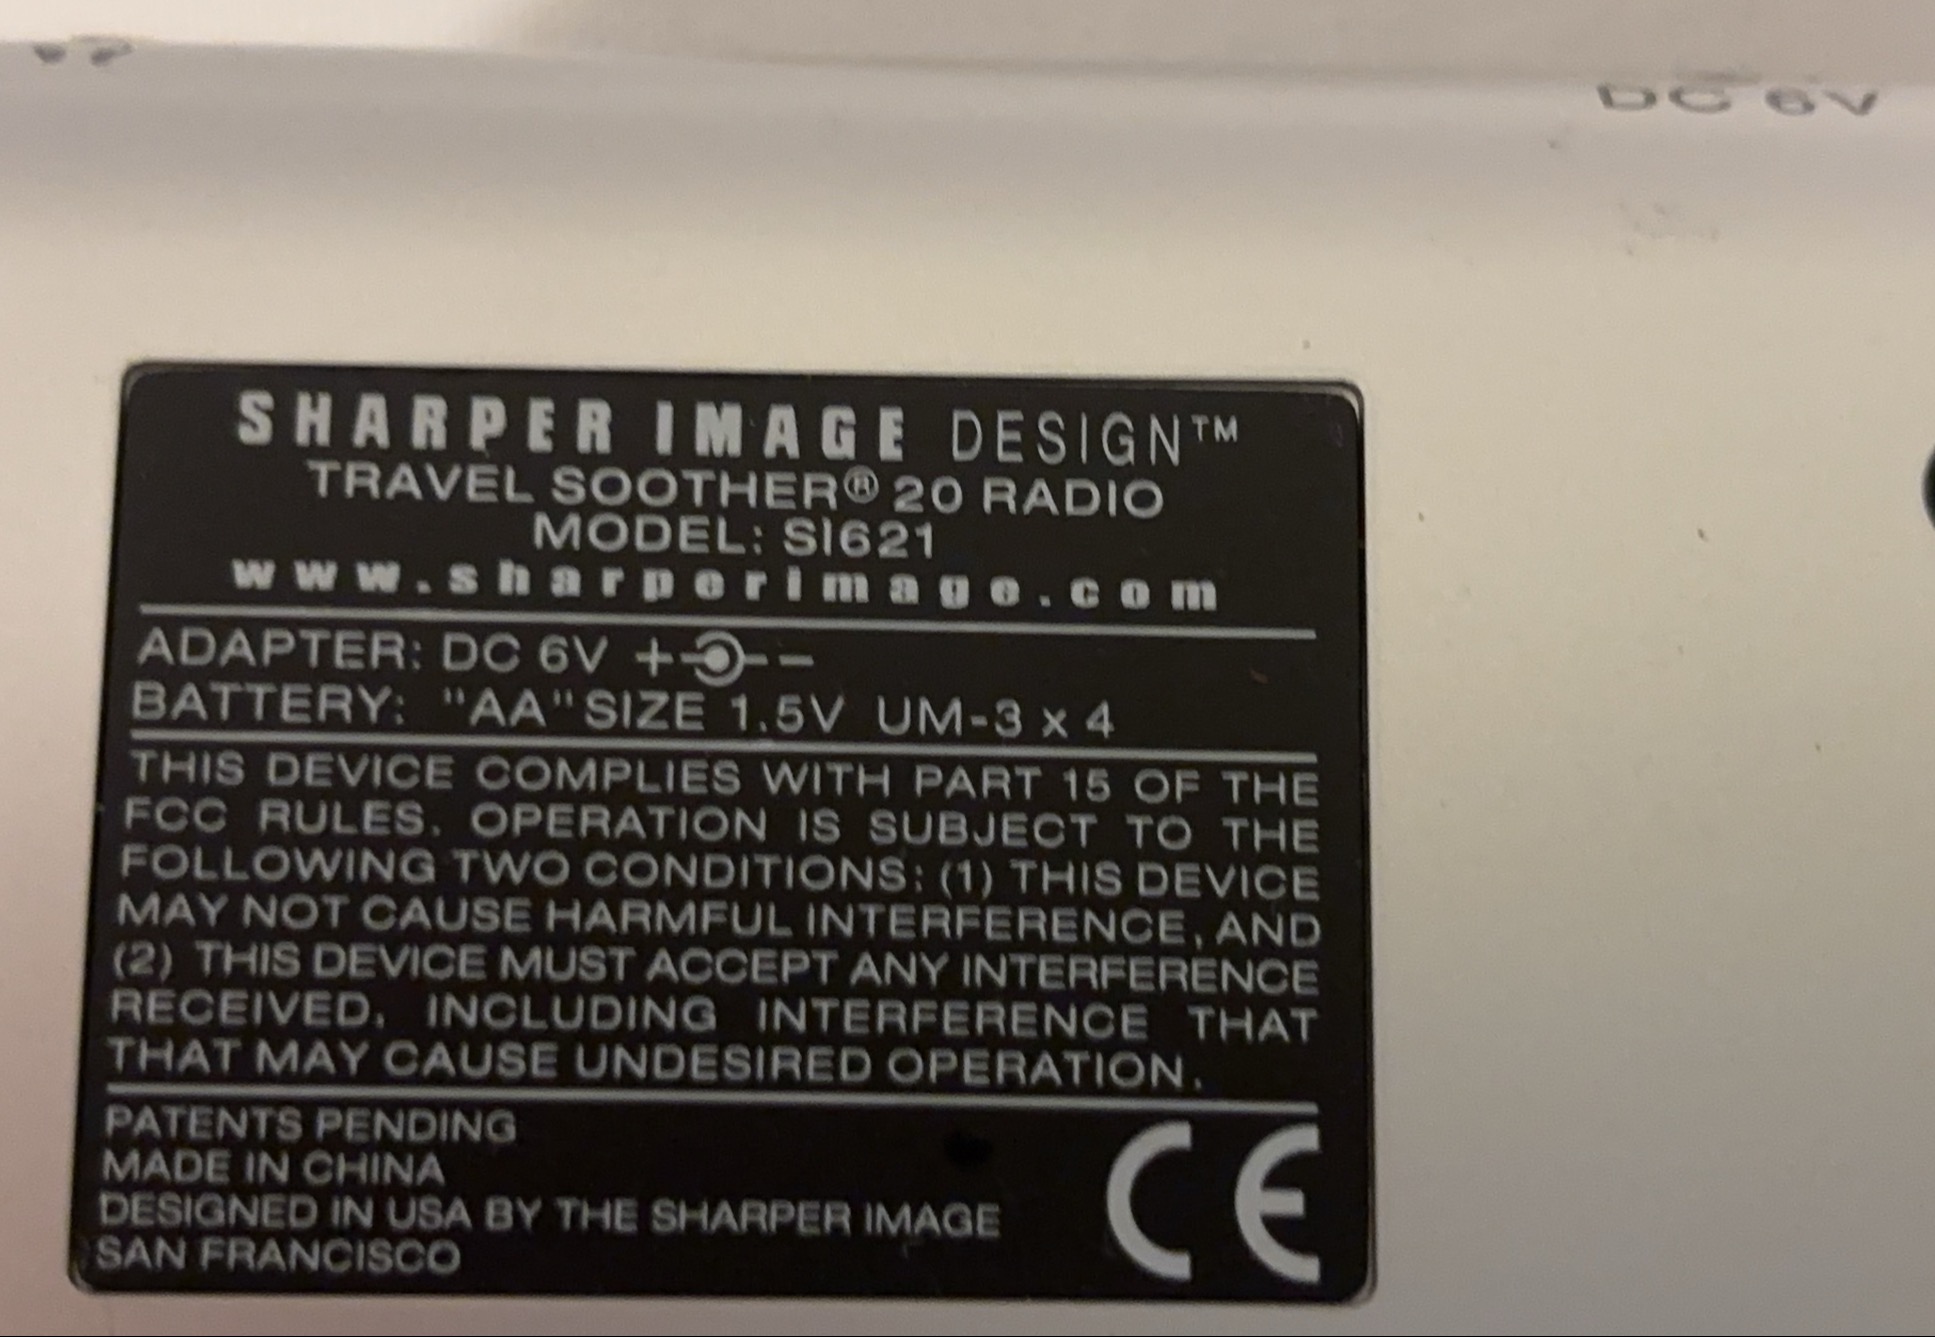 DC 6V
SHARPER IMAGE DESIGN™
TRAVEL SOOTHER® 20 RADIO
MODEL: SI621
www.sharperimage.com
ADAPTER: DC 6V + -
BATTERY: "AA" SIZE 1.5V UM-3 x 4
THIS DEVICE COMPLIES WITH PART 15 OF THE
FCC RULES. OPERATION IS SUBJECT TO THE
FOLLOWING TWO CONDITIONS: (1) THIS DEVICE
MAY NOT CAUSE HARMFUL INTERFERENCE, AND
(2) THIS DEVICE MUST ACCEPT ANY INTERFERENCE
RECEIVED, INCLUDING INTERFERENCE THAT
THAT MAY CAUSE UNDESIRED OPERATION.
PATENTS PENDING
MADE IN CHINA
DESIGNED IN USA BY THE SHARPER IMAGE
SAN FRANCISCO
CE